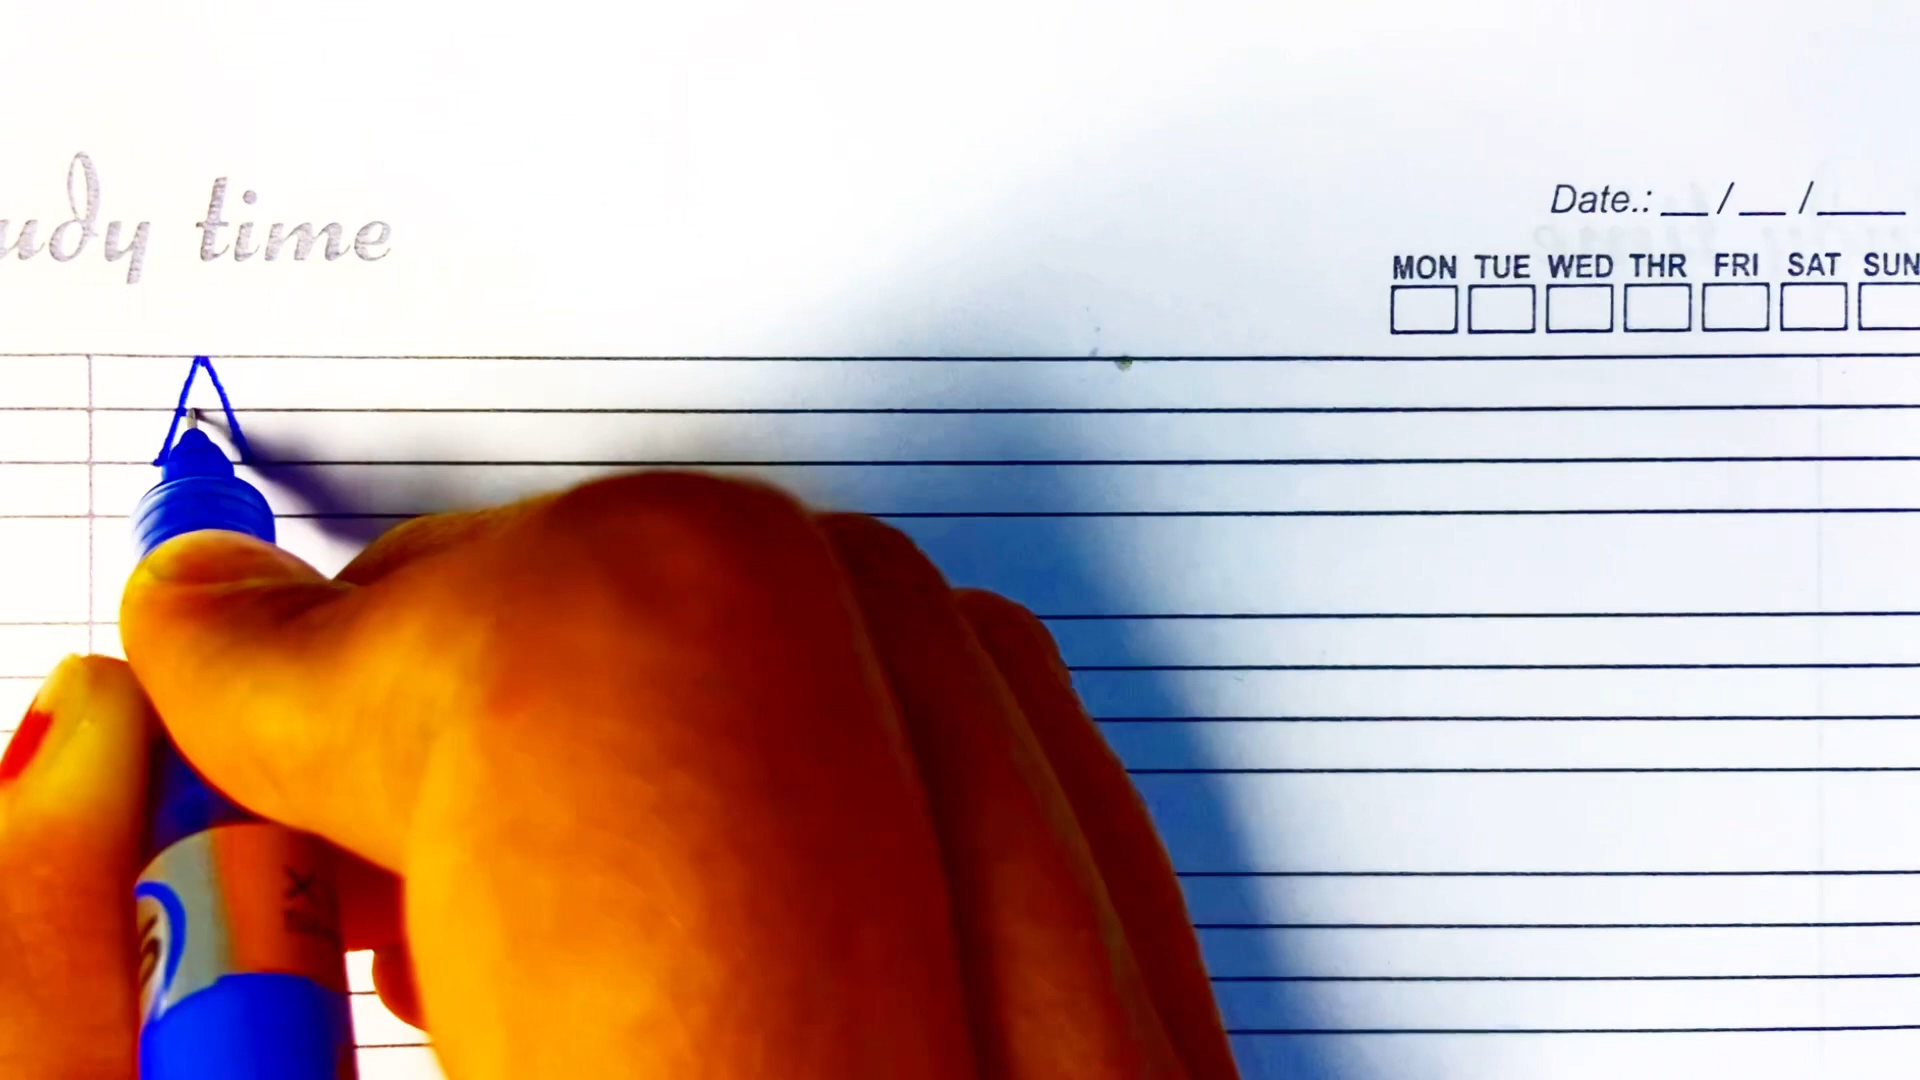 udy time
Date.: __ / __ / ____
MON TUE WED THR FRI SAT SUN
A